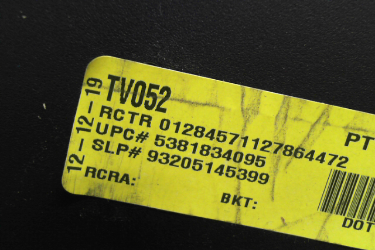 12-12-19
TV052
RCTR 01284571127864472
UPC# 5381834095
SLP# 93205145399
RCRA:
BKT:
PT
DOT